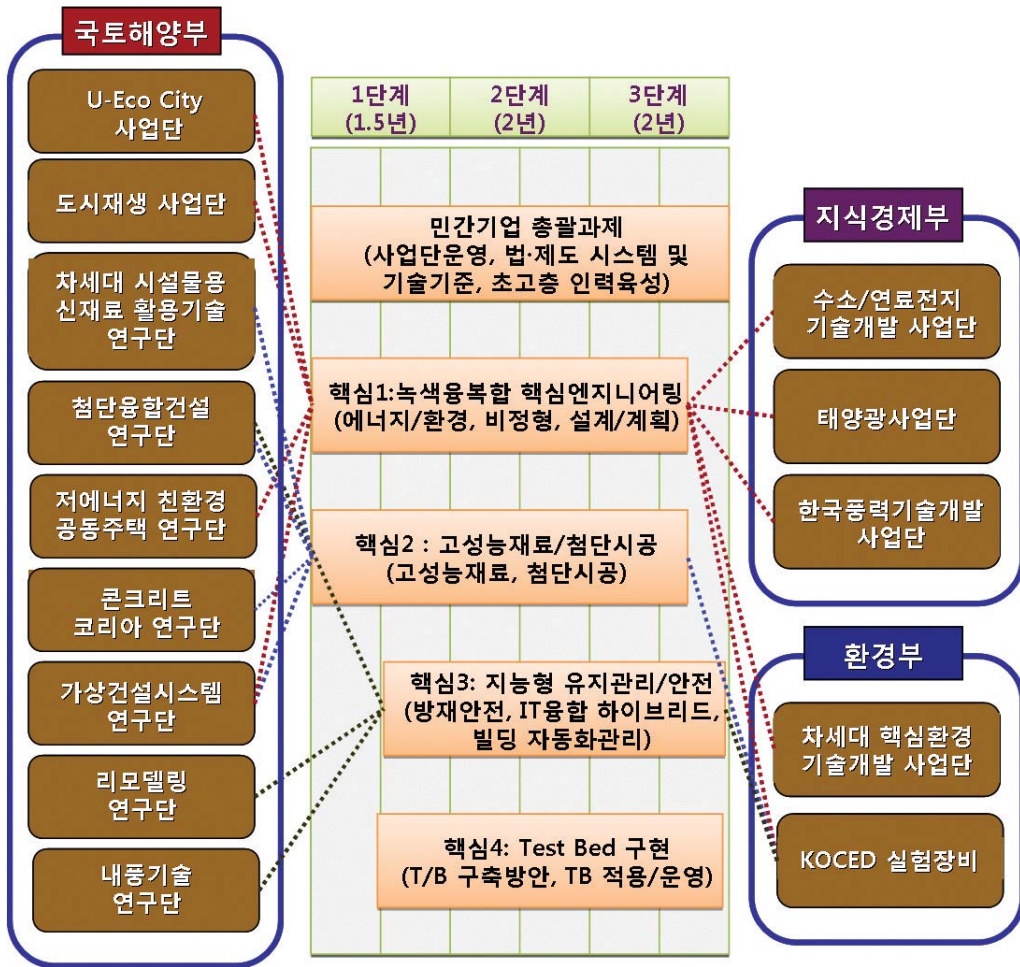 국토해양부
U-Eco City
사업단
도시재생 사업단
차세대 시설물용
신재료 활용기술
연구단
첨단융합건설
연구단
저에너지 친환경
공동주택 연구단
콘크리트
코리아 연구단
가상건설시스템
연구단
리모델링
연구단
내풍기술
연구단
1단계
(1.5년)
2단계
(2년)
3단계
(2년)
민간기업 총괄과제
(사업단운영, 법·제도 시스템 및
기술기준, 초고층 인력육성)
핵심1:녹색융복합 핵심엔지니어링
(에너지/환경, 비정형, 설계/계획)
핵심2 : 고성능재료/첨단시공
(고성능재료, 첨단시공)
핵심3: 지능형 유지관리/안전
(방재안전, IT융합 하이브리드,
빌딩 자동화관리)
핵심4: Test Bed 구현
(T/B 구축방안, TB 적용/운영)
지식경제부
수소/연료전지
기술개발 사업단
태양광사업단
한국풍력기술개발
사업단
환경부
차세대 핵심환경
기술개발 사업단
KOCED 실험장비